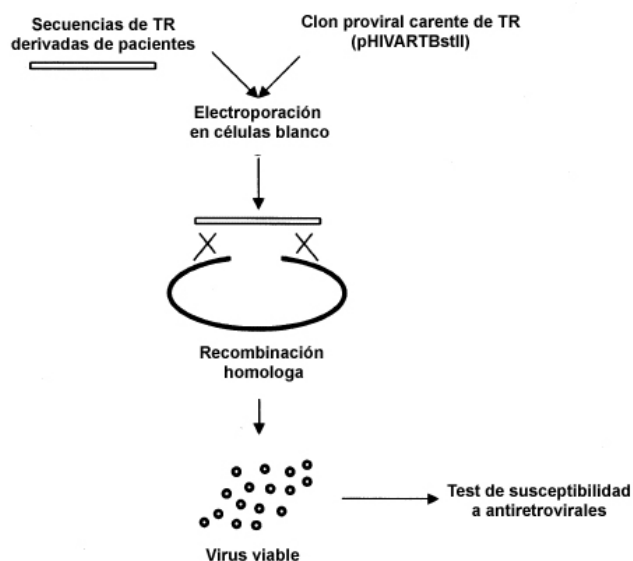 Secuencias de TR
derivadas de pacientes
Clon proviral carente de TR
(pHIVARTBstII)
Electroporación
en células blanco
Recombinación
homologa
Test de susceptibilidad
a antiretrovirales
Virus viable